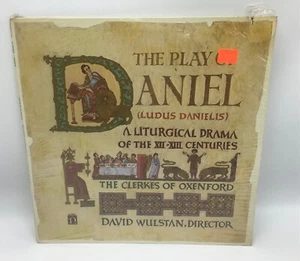 THE PLAY OF
DANIEL
(LUDUS DANIELIS)
A LITURGICAL DRAMA
OF THE XII-XIII CENTURIES
THE CLERKES OF OXENFORD
DAVID WULSTAN, DIRECTOR